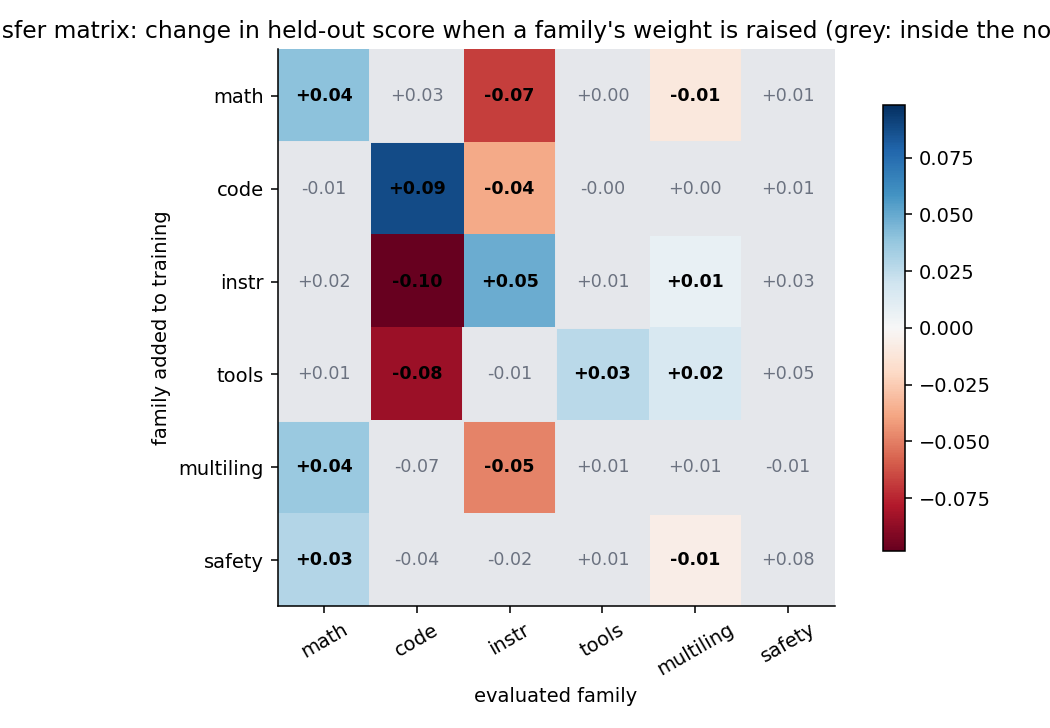 sfer matrix: change in held-out score when a family's weight is raised (grey: inside the no
math +0.04 +0.03 -0.07 +0.00 -0.01 +0.01
code -0.01 +0.09 -0.04 -0.00 +0.00 +0.01
instr +0.02 -0.10 +0.05 +0.01 +0.01 +0.03
tools +0.01 -0.08 -0.01 +0.03 +0.02 +0.05
multiling +0.04 -0.07 -0.05 +0.01 +0.01 -0.01
safety +0.03 -0.04 -0.02 +0.01 -0.01 +0.08
math code instr tools multiling safety
evaluated family
family added to training
0.075
0.050
0.025
0.000
−0.025
−0.050
−0.075